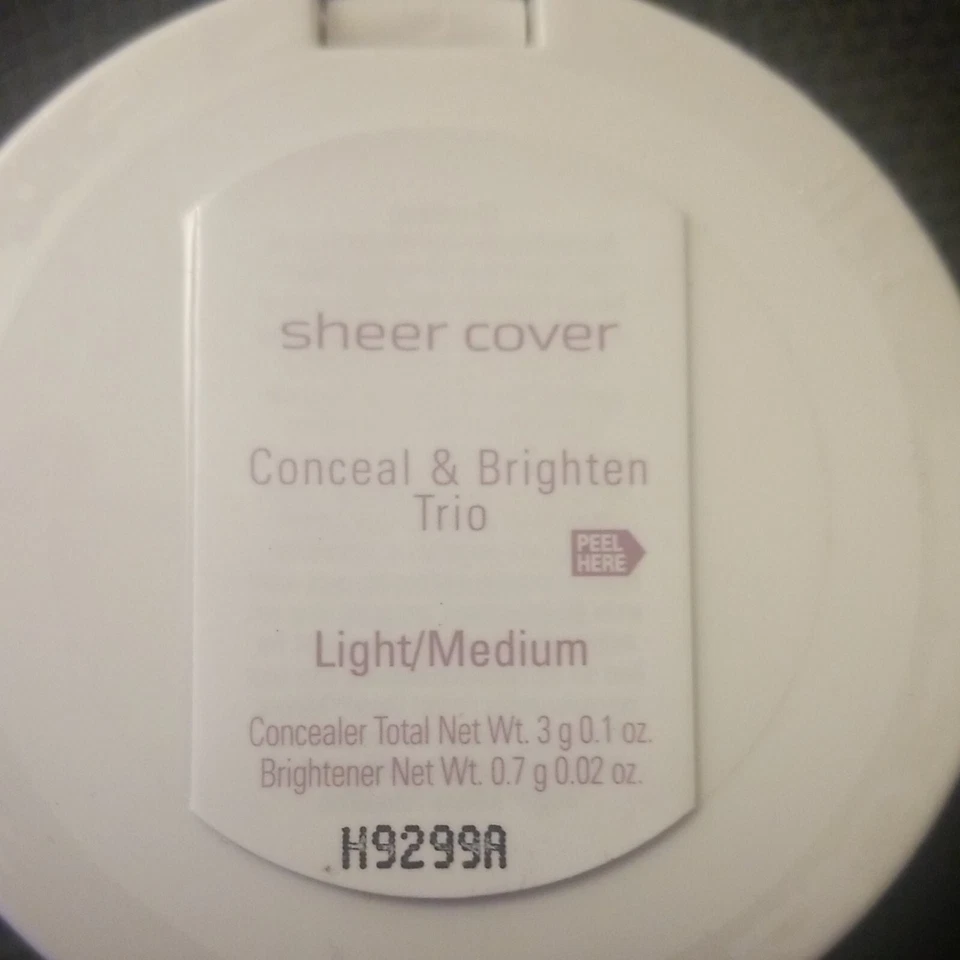 sheer cover
Conceal & Brighten
Trio
PEEL
HERE
Light/Medium
Concealer Total Net Wt. 3 g 0.1 oz.
Brightener Net Wt. 0.7 g 0.02 oz.
H9299A